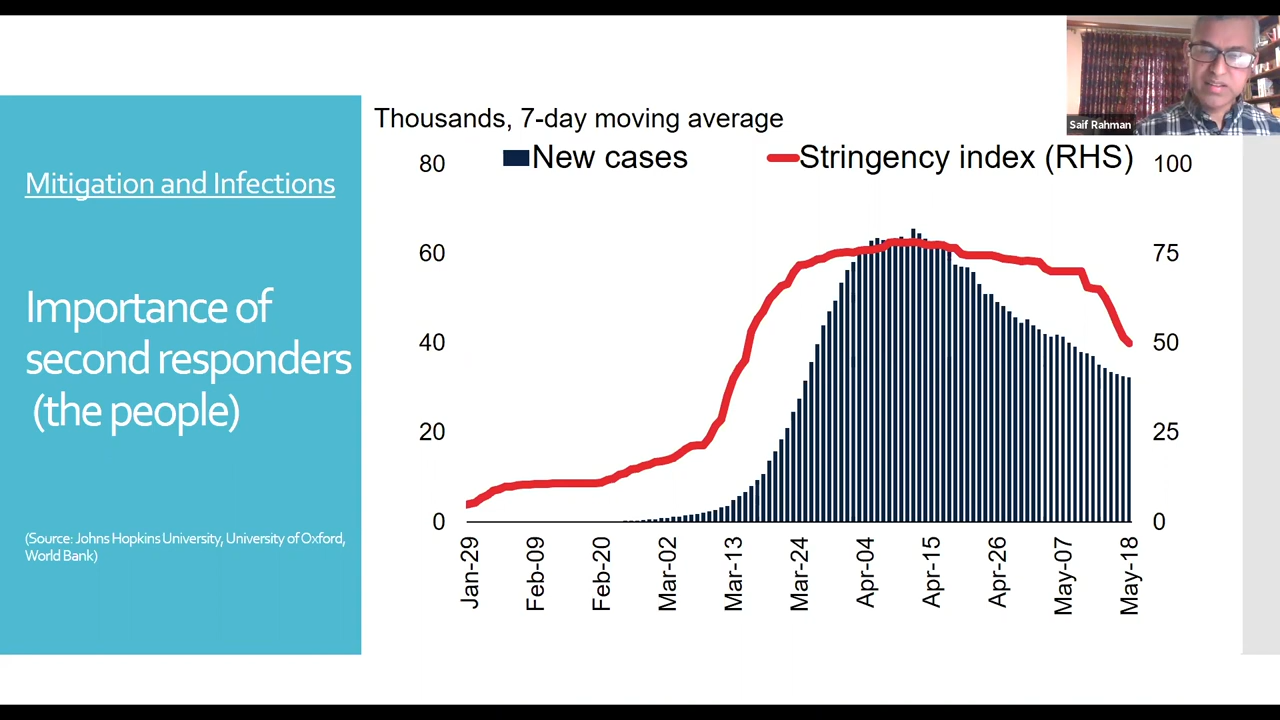 Mitigation and Infections
Importance of
second responders
(the people)
(Source: Johns Hopkins University, University of Oxford,
World Bank)
Thousands, 7-day moving average
New cases
Stringency index (RHS)
80
60
40
20
0
100
75
50
25
0
Jan-29
Feb-09
Feb-20
Mar-02
Mar-13
Mar-24
Apr-04
Apr-15
Apr-26
May-07
May-18
Saif Rahman